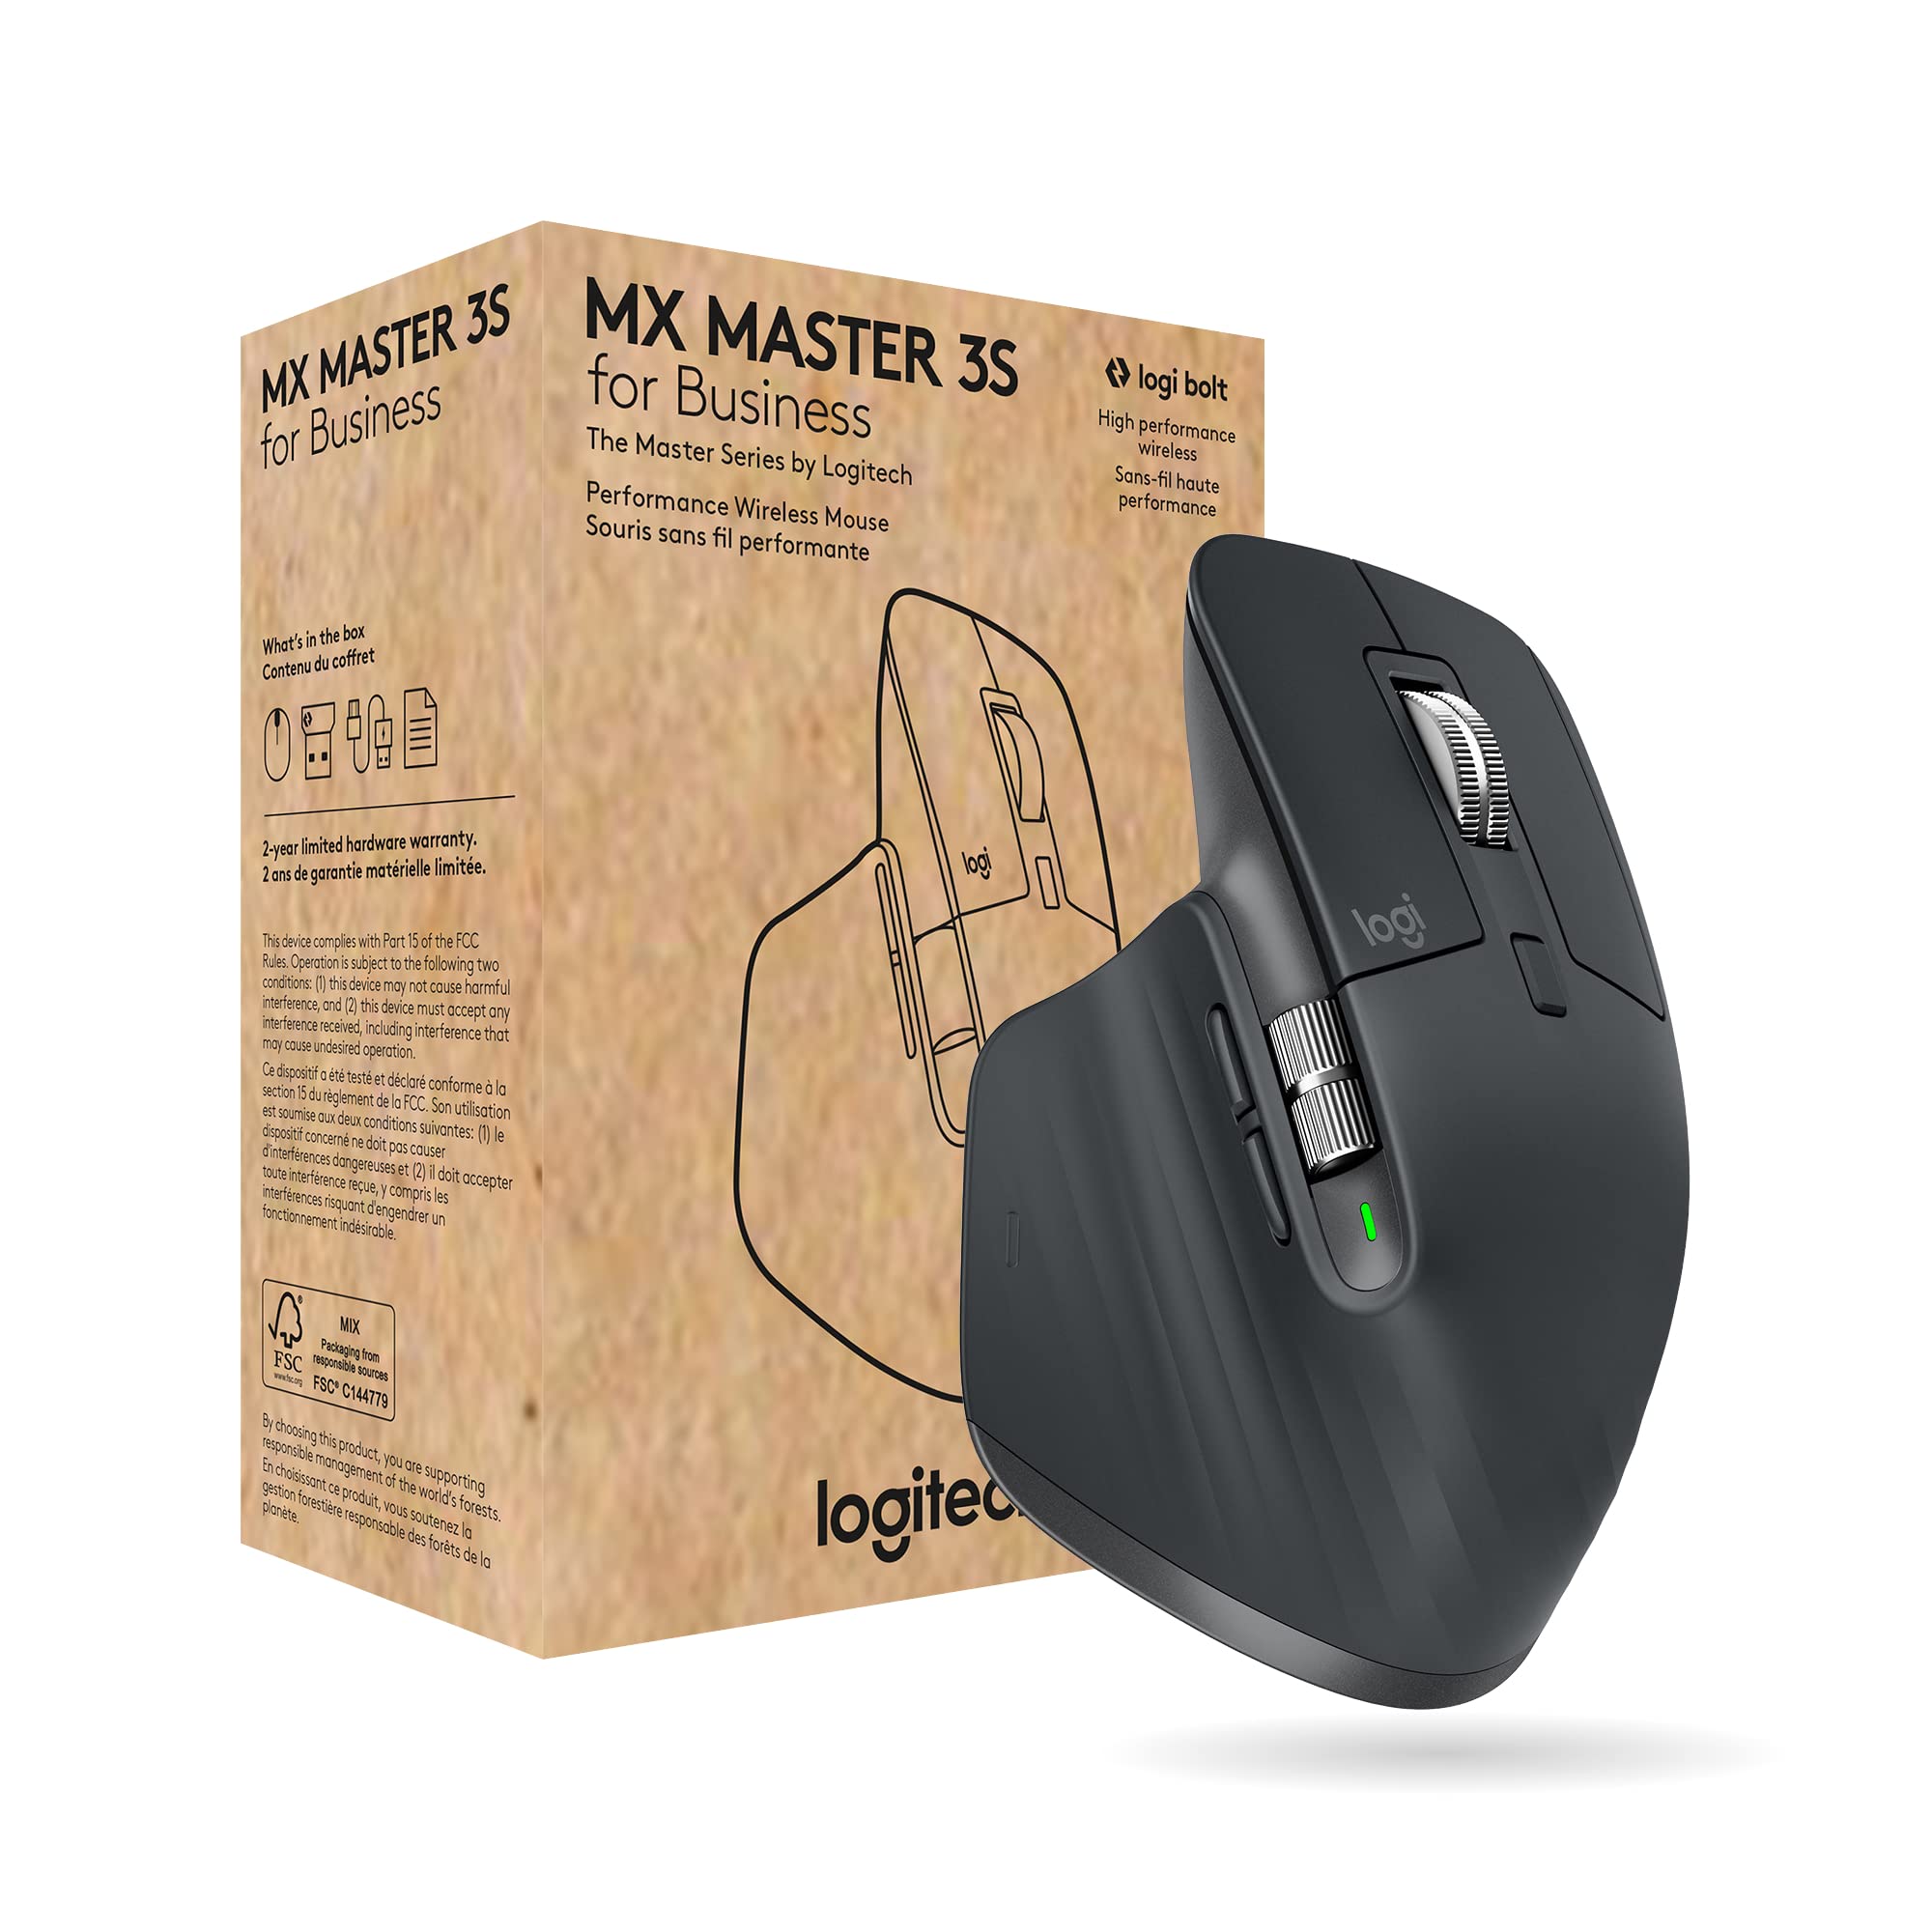 MX MASTER 3S
for Business
What's in the box
Contenu du coffret
2-year limited hardware warranty.
2 ans de garantie matérielle limitée.
This device complies with Part 15 of the FCC
Rules. Operation is subject to the following two
conditions: (1) this device may not cause harmful
interference, and (2) this device must accept any
interference received, including interference that
may cause undesired operation.
Ce dispositif a été testé et déclaré conforme à la
section 15 du règlement de la FCC. Son utilisation
est soumise aux deux conditions suivantes: (1) le
dispositif concerné ne doit pas causer
d'interférences dangereuses et (2) il doit accepter
toute interférence reçue, y compris les
interférences risquant d'engendrer un
fonctionnement indésirable.
FSC
www.fsc.org
MIX
Packaging from
responsible sources
FSC® C144779
By choosing this product, you are supporting
responsible management of the world's forests.
En choisissant ce produit, vous soutenez la
gestion forestière responsable des forêts de la
planète.
MX MASTER 3S
for Business
The Master Series by Logitech
Performance Wireless Mouse
Souris sans fil performante
logi bolt
High performance
wireless
Sans-fil haute
performance
logi
logitec
logi